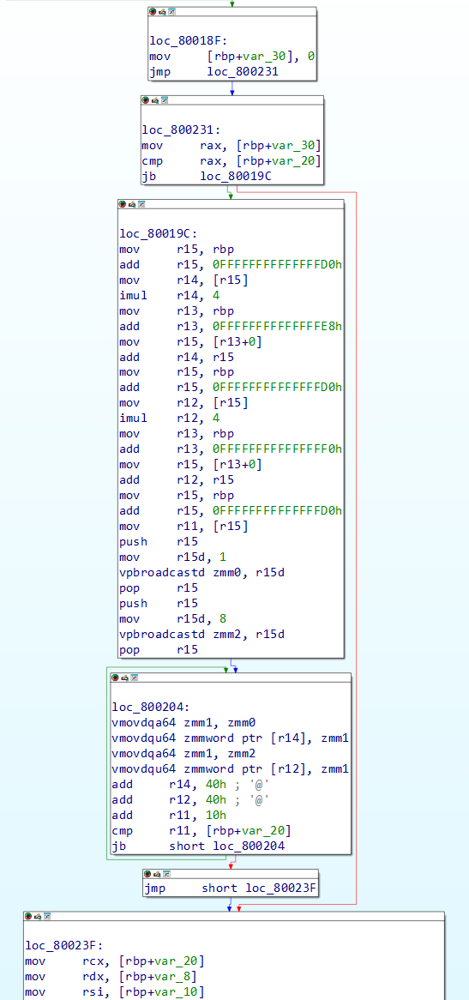 loc_80018F:
mov     [rbp+var_30], 0
jmp     loc_800231
loc_800231:
mov     rax, [rbp+var_30]
cmp     rax, [rbp+var_20]
jb      loc_80019C
loc_80019C:
mov     r15, rbp
add     r15, 0FFFFFFFFFFFFFFD0h
mov     r14, [r15]
imul    r14, 4
mov     r13, rbp
add     r13, 0FFFFFFFFFFFFFFE8h
mov     r15, [r13+0]
add     r14, r15
mov     r15, rbp
add     r15, 0FFFFFFFFFFFFFFD0h
mov     r12, [r15]
imul    r12, 4
mov     r13, rbp
add     r13, 0FFFFFFFFFFFFFFF0h
mov     r15, [r13+0]
add     r12, r15
mov     r15, rbp
add     r15, 0FFFFFFFFFFFFFFD0h
mov     r11, [r15]
push    r15
mov     r15d, 1
vpbroadcastd zmm0, r15d
pop     r15
push    r15
mov     r15d, 8
vpbroadcastd zmm2, r15d
pop     r15
loc_800204:
vmovdqa64 zmm1, zmm0
vmovdqu64 zmmword ptr [r14], zmm1
vmovdqa64 zmm1, zmm2
vmovdqu64 zmmword ptr [r12], zmm1
add     r14, 40h ; '@'
add     r12, 40h ; '@'
add     r11, 10h
cmp     r11, [rbp+var_20]
jb      short loc_800204
jmp     short loc_80023F
loc_80023F:
mov     rcx, [rbp+var_20]
mov     rdx, [rbp+var_8]
mov     rsi, [rbp+var_10]